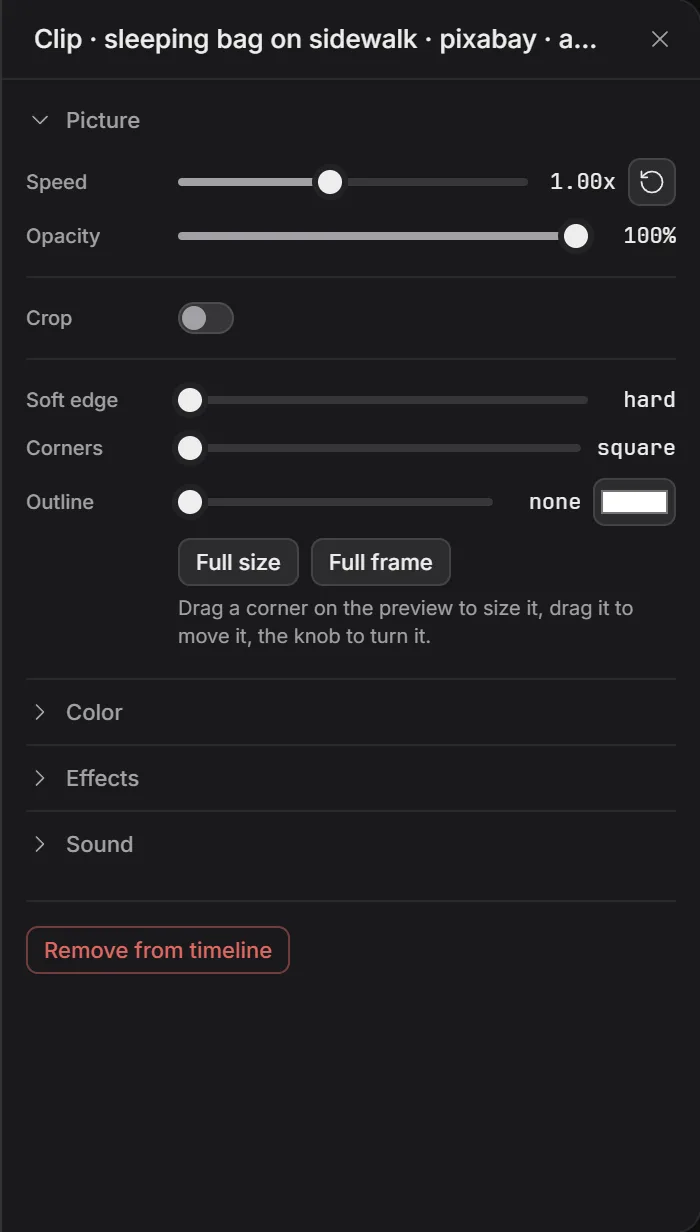 Clip · sleeping bag on sidewalk · pixabay · a...
Picture
Speed 1.00x
Opacity 100%
Crop
Soft edge hard
Corners square
Outline none
Full size Full frame
Drag a corner on the preview to size it, drag it to
move it, the knob to turn it.
Color
Effects
Sound
Remove from timeline